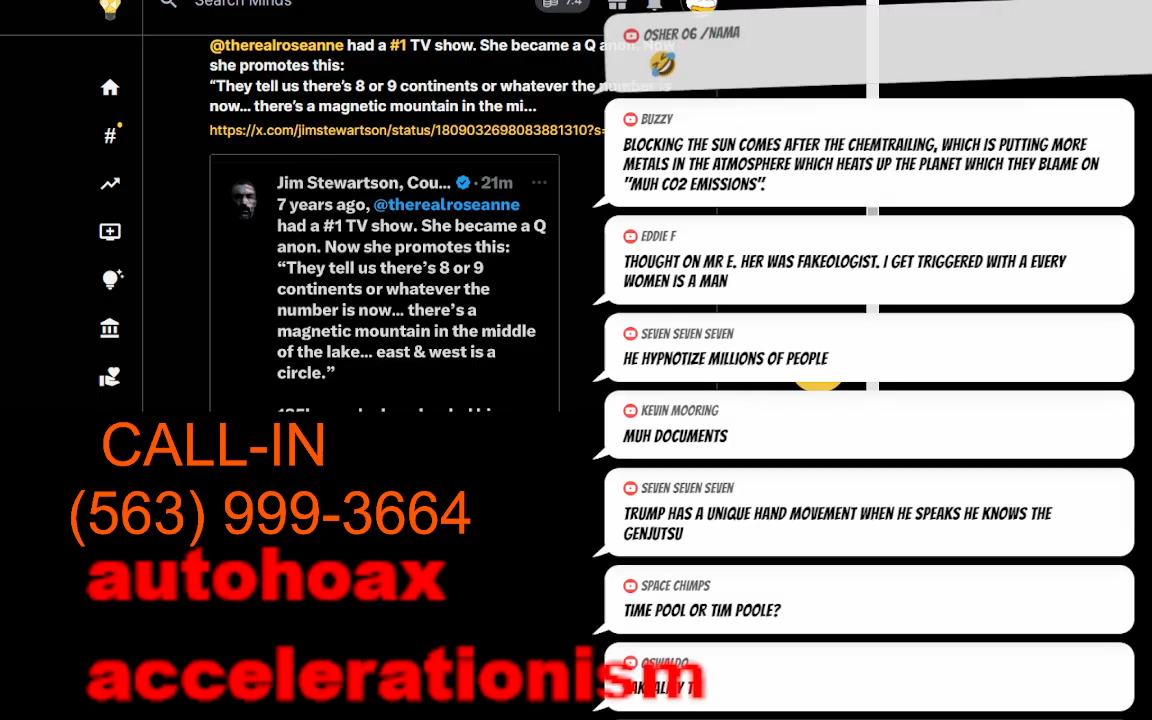 Search Minds
7.4
@therealroseanne had a #1 TV show. She became a Q anon. Now
she promotes this:
“They tell us there’s 8 or 9 continents or whatever the number is
now... there’s a magnetic mountain in the mi...
https://x.com/jimstewartson/status/1809032698083881310?s=
Jim Stewartson, Cou... · 21m ...
7 years ago, @therealroseanne
had a #1 TV show. She became a Q
anon. Now she promotes this:
“They tell us there’s 8 or 9
continents or whatever the
number is now... there’s a
magnetic mountain in the middle
of the lake... east & west is a
circle.”
CALL-IN
(563) 999-3664
autohoax
accelerationism
OSHER 06 /NAMA
🤣
BUZZY
BLOCKING THE SUN COMES AFTER THE CHEMTRAILING, WHICH IS PUTTING MORE
METALS IN THE ATMOSPHERE WHICH HEATS UP THE PLANET WHICH THEY BLAME ON
"MUH CO2 EMISSIONS".
EDDIE F
THOUGHT ON MR E. HER WAS FAKEOLOGIST. I GET TRIGGERED WITH A EVERY
WOMEN IS A MAN
SEVEN SEVEN SEVEN
HE HYPNOTIZE MILLIONS OF PEOPLE
KEVIN MOORING
MUH DOCUMENTS
SEVEN SEVEN SEVEN
TRUMP HAS A UNIQUE HAND MOVEMENT WHEN HE SPEAKS HE KNOWS THE
GENJUTSU
SPACE CHIMPS
TIME POOL OR TIM POOLE?
OSWALDO